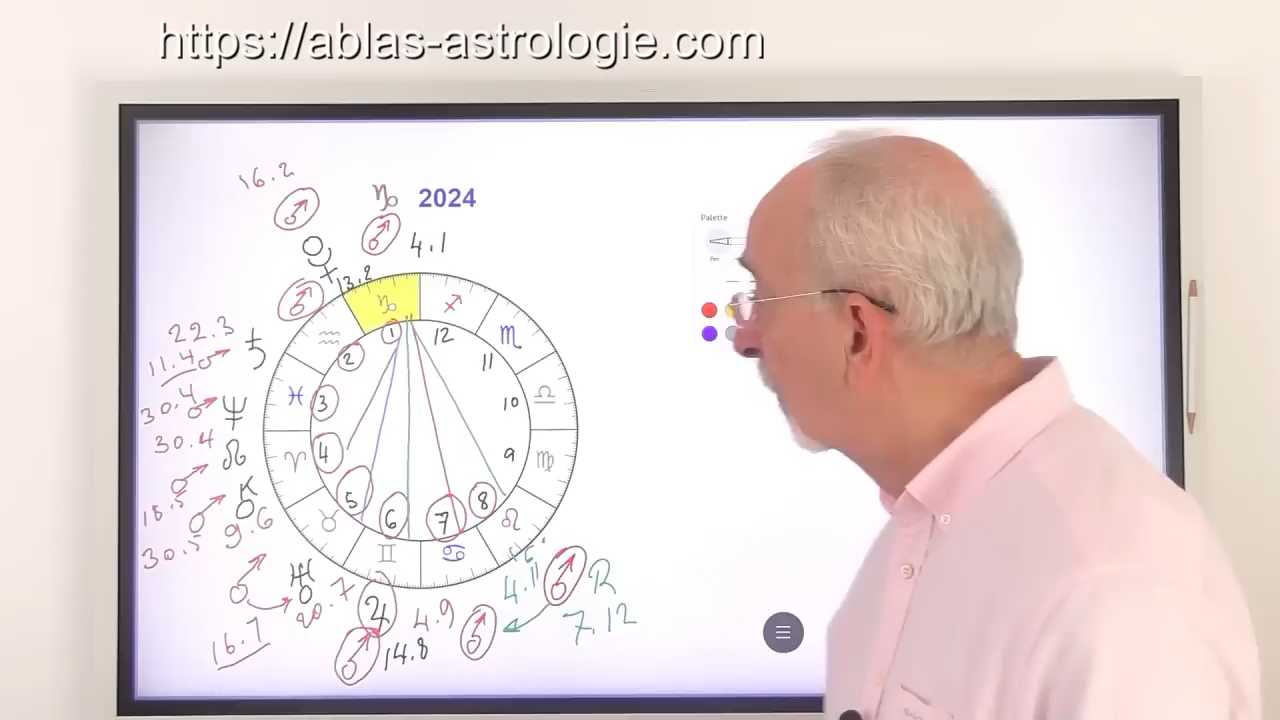 https://ablas-astrologie.com
16.2
♂
♑ 2024
♂ 4.1
♀
13.2
♂
♑ ♐
22.3 ♄
♒ 1 12 ♏
11.4 ♂ 2 11
30.4 ♂ ♆ ♓ 3 10 ♎
30.4 ☊ ♈ 4 9 ♍
♂
18.5 ♂ ⚷ 5 6 7 8
30.5 9.6 ♉ ♊ ♋ ♌
♂ ♅ 20.7 ♃ 4.9 ♂ 4.11 ♂ R
16.7 ♂ 14.8 7.12
Palette
Pen